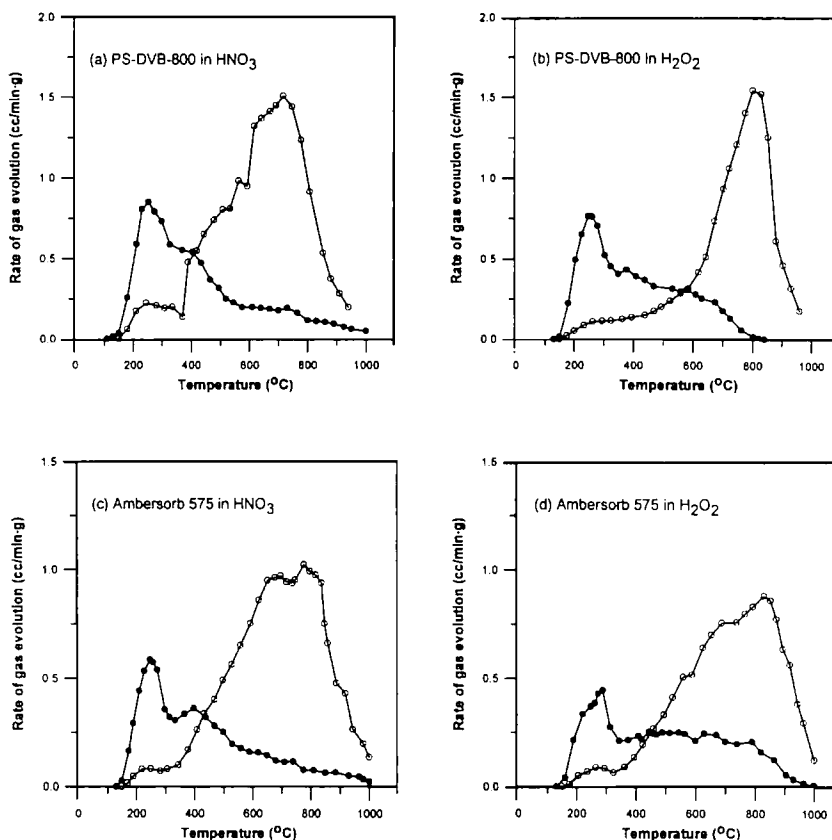 (a) PS-DVB-800 in HNO3
Rate of gas evolution (cc/min·g)
2.0
1.5
1.0
0.5
0.0
0 200 400 600 800 1000
Temperature (°C)
(b) PS-DVB-800 in H2O2
Rate of gas evolution (cc/min·g)
2.0
1.5
1.0
0.5
0.0
0 200 400 600 800 1000
Temperature (°C)
(c) Ambersorb 575 in HNO3
Rate of gas evolution (cc/min·g)
1.5
1.0
0.5
0.0
0 200 400 600 800 1000
Temperature (°C)
(d) Ambersorb 575 in H2O2
Rate of gas evolution (cc/min·g)
1.5
1.0
0.5
0.0
0 200 400 600 800 1000
Temperature (°C)